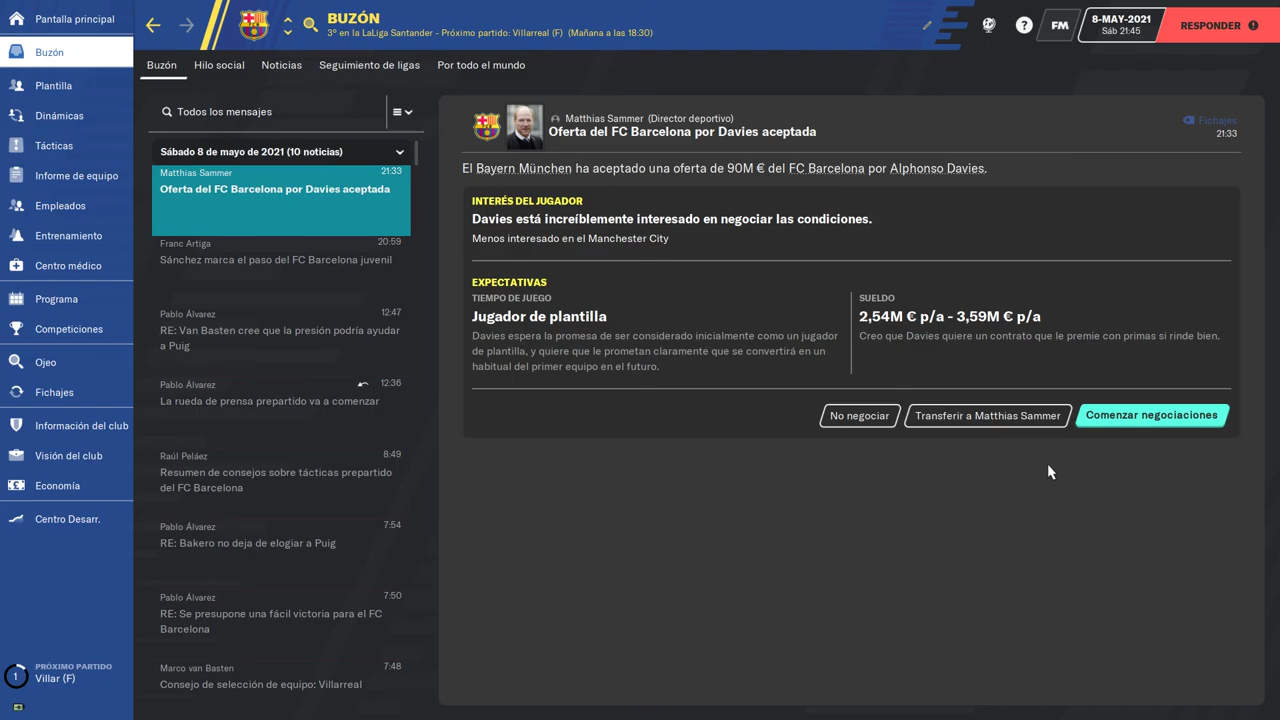 Pantalla principal
Buzón
Plantilla
Dinámicas
Tácticas
Informe de equipo
Empleados
Entrenamiento
Centro médico
Programa
Competiciones
Ojeo
Fichajes
Información del club
Visión del club
Economía
Centro Desarr.
PRÓXIMO PARTIDO
1
Villar (F)
BUZÓN
3º en la LaLiga Santander - Próximo partido: Villarreal (F) (Mañana a las 18:30)
?
FM
8-MAY-2021
Sáb 21:45
RESPONDER
Buzón
Hilo social
Noticias
Seguimiento de ligas
Por todo el mundo
Todos los mensajes
Sábado 8 de mayo de 2021 (10 noticias)
Matthias Sammer 21:33
Oferta del FC Barcelona por Davies aceptada
Franc Artiga 20:59
Sánchez marca el paso del FC Barcelona juvenil
Pablo Álvarez 12:47
RE: Van Basten cree que la presión podría ayudar
a Puig
Pablo Álvarez 12:36
La rueda de prensa prepartido va a comenzar
Raúl Peláez 8:49
Resumen de consejos sobre tácticas prepartido
del FC Barcelona
Pablo Álvarez 7:54
RE: Bakero no deja de elogiar a Puig
Pablo Álvarez 7:50
RE: Se presupone una fácil victoria para el FC
Barcelona
Marco van Basten 7:48
Consejo de selección de equipo: Villarreal
Matthias Sammer (Director deportivo)
Oferta del FC Barcelona por Davies aceptada
Fichajes
21:33
El Bayern München ha aceptado una oferta de 90M € del FC Barcelona por Alphonso Davies.
INTERÉS DEL JUGADOR
Davies está increíblemente interesado en negociar las condiciones.
Menos interesado en el Manchester City
EXPECTATIVAS
TIEMPO DE JUEGO
Jugador de plantilla
Davies espera la promesa de ser considerado inicialmente como un jugador
de plantilla, y quiere que le prometan claramente que se convertirá en un
habitual del primer equipo en el futuro.
SUELDO
2,54M € p/a - 3,59M € p/a
Creo que Davies quiere un contrato que le premie con primas si rinde bien.
No negociar
Transferir a Matthias Sammer
Comenzar negociaciones